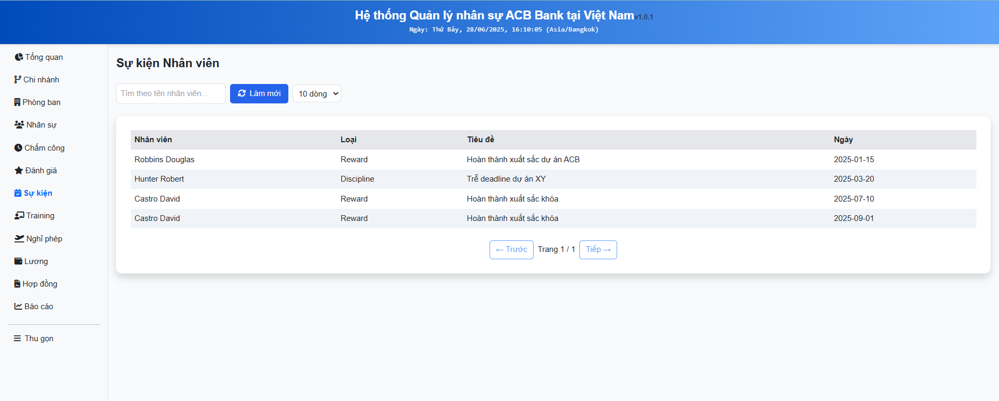 Hệ thống Quản lý nhân sự ACB Bank tại Việt Nam v1.0.1
Ngày: Thứ Bảy, 28/06/2025, 16:10:05 (Asia/Bangkok)
Tổng quan
Chi nhánh
Phòng ban
Nhân sự
Chấm công
Đánh giá
Sự kiện
Training
Nghỉ phép
Lương
Hợp đồng
Báo cáo
Thu gọn
Sự kiện Nhân viên
Tìm theo tên nhân viên... Làm mới 10 dòng
Nhân viên Loại Tiêu đề Ngày
Robbins Douglas Reward Hoàn thành xuất sắc dự án ACB 2025-01-15
Hunter Robert Discipline Trễ deadline dự án XY 2025-03-20
Castro David Reward Hoàn thành xuất sắc khóa 2025-07-10
Castro David Reward Hoàn thành xuất sắc khóa 2025-09-01
← Trước Trang 1 / 1 Tiếp →